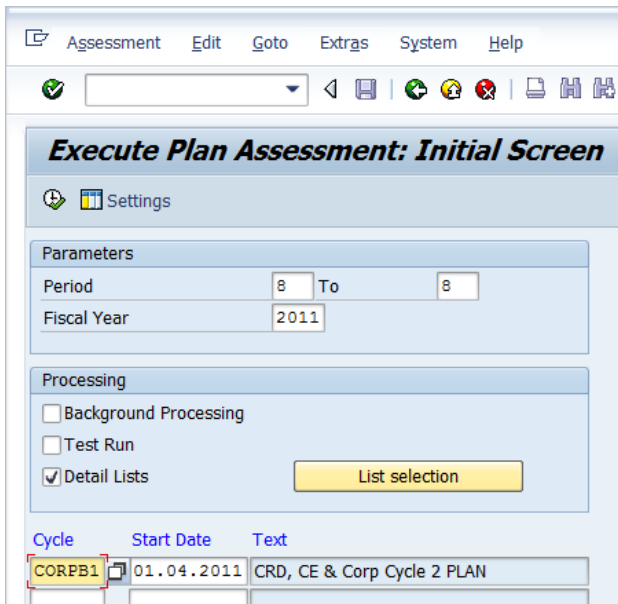 Assessment Edit Goto Extras System Help
Execute Plan Assessment: Initial Screen
Settings
Parameters
Period 8 To 8
Fiscal Year 2011
Processing
Background Processing
Test Run
Detail Lists List selection
Cycle Start Date Text
CORPB1 01.04.2011 CRD, CE & Corp Cycle 2 PLAN